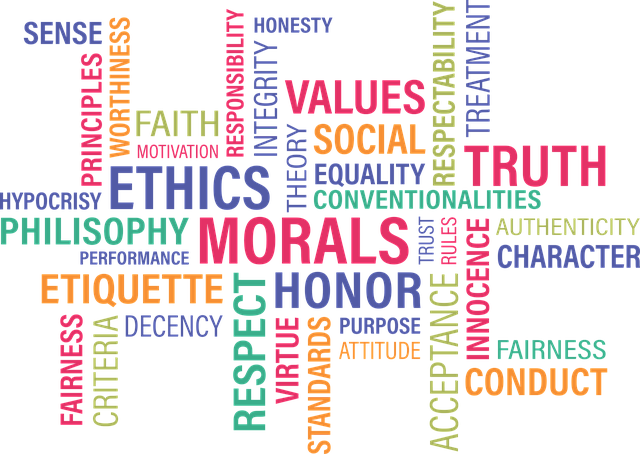 SENSE
PRINCIPLES
WORTHINESS
FAITH
MOTIVATION
RESPONSIBILITY
HONESTY
INTEGRITY
VALUES
SOCIAL
THEORY
EQUALITY
RESPECTABILITY
TREATMENT
TRUTH
HYPOCRISY
ETHICS
CONVENTIONALITIES
PHILISOPHY
PERFORMANCE
MORALS
TRUST
RULES
INNOCENCE
AUTHENTICITY
CHARACTER
ETIQUETTE
RESPECT
HONOR
ACCEPTANCE
FAIRNESS
CRITERIA
DECENCY
VIRTUE
STANDARDS
PURPOSE
ATTITUDE
FAIRNESS
CONDUCT